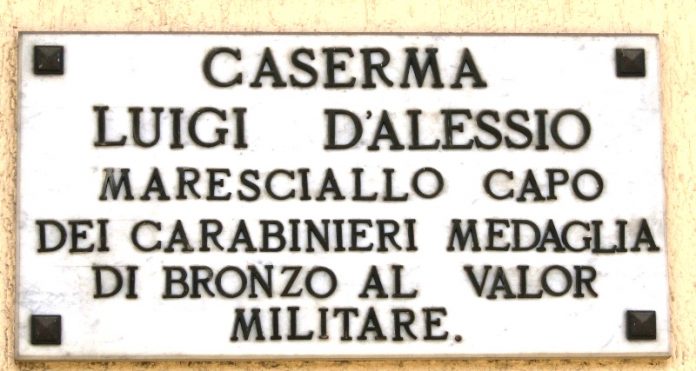 CASERMA
LUIGI D'ALESSIO
MARESCIALLO CAPO
DEI CARABINIERI MEDAGLIA
DI BRONZO AL VALOR
MILITARE.